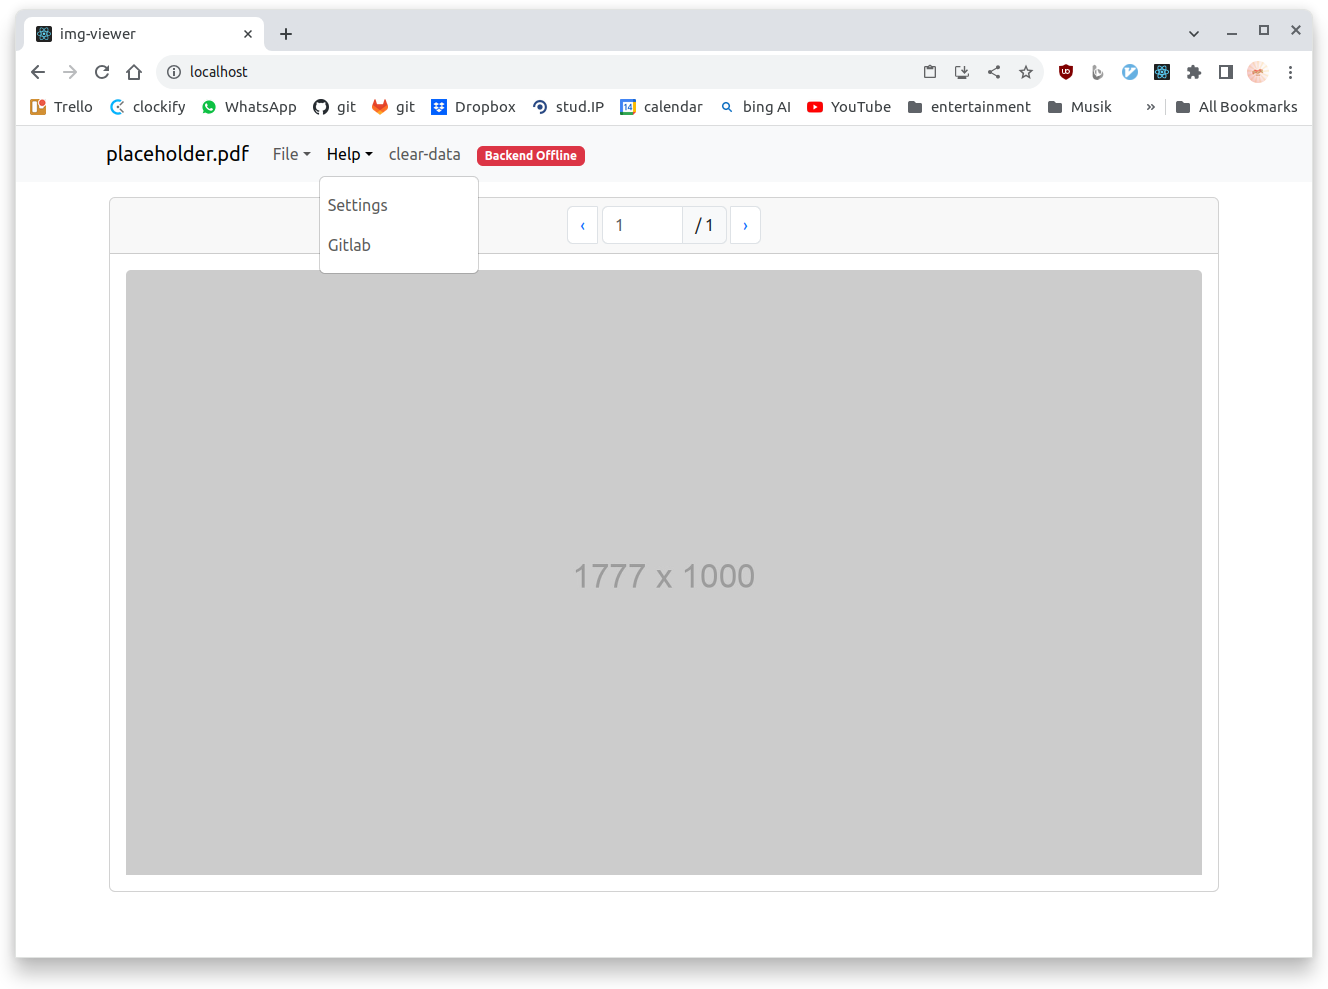 img-viewer
localhost
Trello clockify WhatsApp git git Dropbox stud.IP calendar bing AI YouTube entertainment Musik » All Bookmarks
placeholder.pdf File Help clear-data Backend Offline
Settings
Gitlab
‹ 1 / 1 ›
1777 x 1000